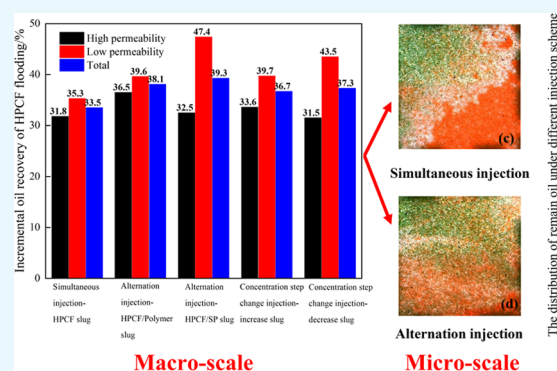 Incremental oil recovery of HPCF flooding/%
50
40
30
20
10
0
High permeability
Low permeability
Total
31.8
35.3
33.5
36.5
39.6
38.1
32.5
47.4
39.3
33.6
39.7
36.7
31.5
43.5
37.3
Simultaneous
injection-
HPCF slug
Alternation
injection-
HPCF/Polymer
slug
Alternation
injection-
HPCF/SP slug
Concentration step
change injection-
increase slug
Concentration step
change injection-
decrease slug
Macro-scale
(c)
Simultaneous injection
(d)
Alternation injection
Micro-scale
The distribution of remain oil under different injection scheme